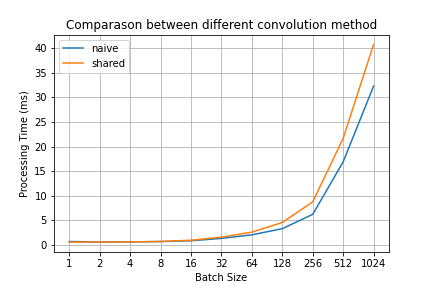 Comparason between different convolution method
naive
shared
Processing Time (ms)
40
35
30
25
20
15
10
5
0
1 2 4 8 16 32 64 128 256 512 1024
Batch Size